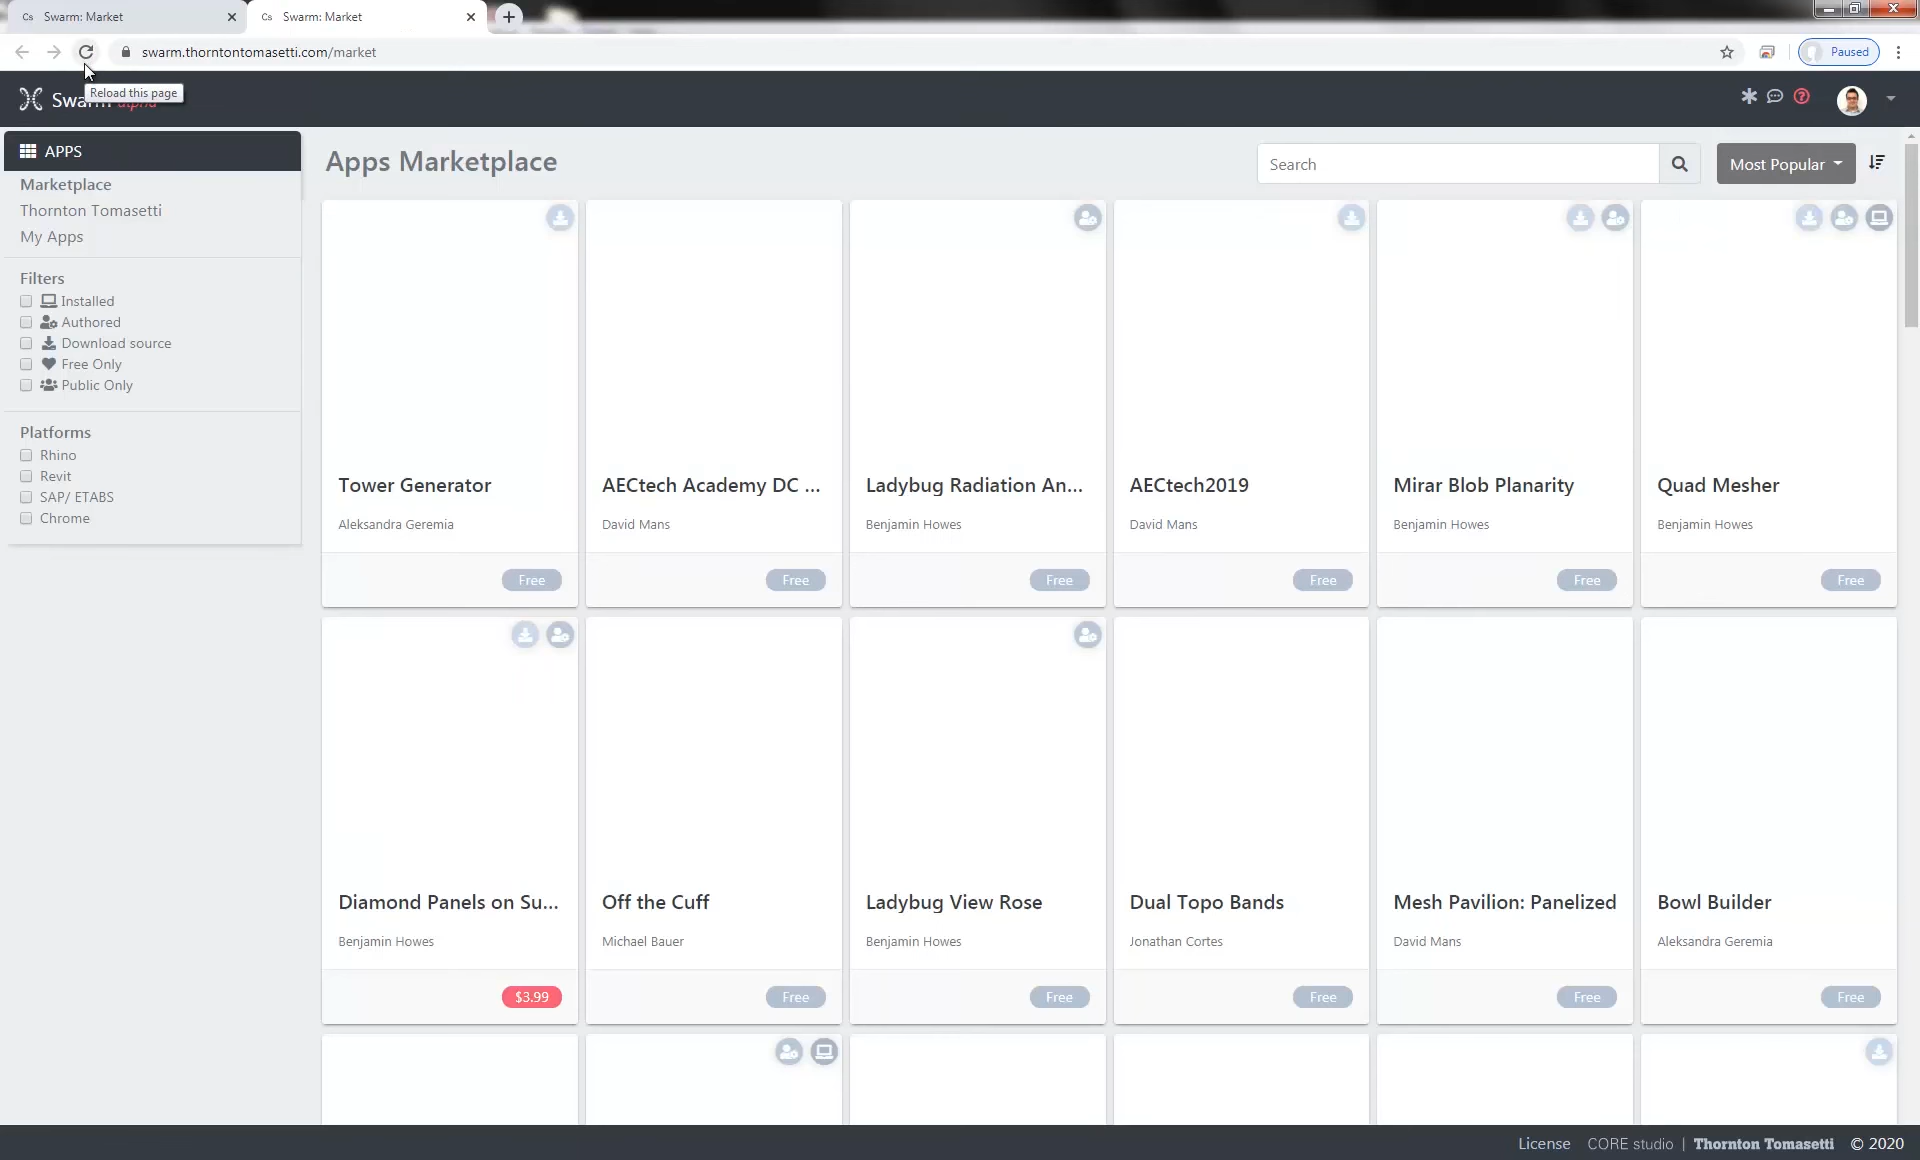 Cs Swarm: Market
Cs Swarm: Market
swarm.thorntontomasetti.com/market
Paused
Reload this page
Swarm alpha
APPS
Marketplace
Thornton Tomasetti
My Apps
Filters
Installed
Authored
Download source
Free Only
Public Only
Platforms
Rhino
Revit
SAP/ ETABS
Chrome
Apps Marketplace
Search
Most Popular
Tower Generator
Aleksandra Geremia
Free
AECtech Academy DC ...
David Mans
Free
Ladybug Radiation An...
Benjamin Howes
Free
AECtech2019
David Mans
Free
Mirar Blob Planarity
Benjamin Howes
Free
Quad Mesher
Benjamin Howes
Free
Diamond Panels on Su...
Benjamin Howes
$3.99
Off the Cuff
Michael Bauer
Free
Ladybug View Rose
Benjamin Howes
Free
Dual Topo Bands
Jonathan Cortes
Free
Mesh Pavilion: Panelized
David Mans
Free
Bowl Builder
Aleksandra Geremia
Free
License CORE studio | Thornton Tomasetti © 2020